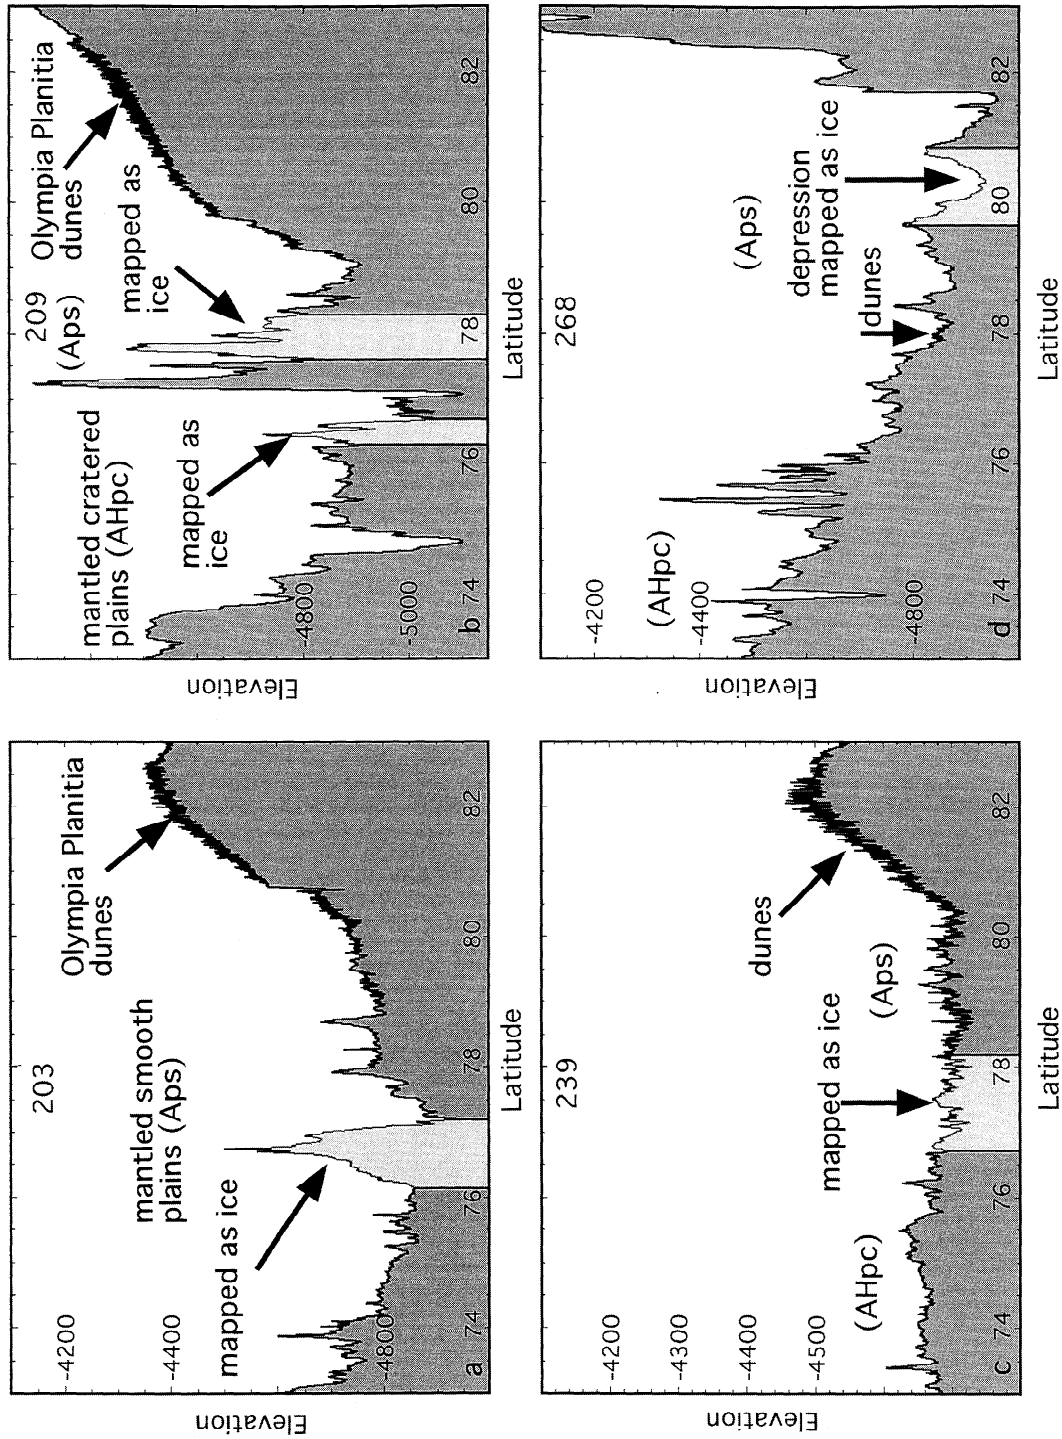 203
Olympia Planitia
dunes
mantled smooth
plains (Aps)
mapped as ice
-4200
-4400
-4800
Elevation
a
74
76
78
80
82
Latitude
209
(Aps)
Olympia Planitia
dunes
mapped as
ice
mantled cratered
plains (AHpc)
mapped as
ice
-4800
-5000
Elevation
b
74
76
78
80
82
Latitude
239
dunes
mapped as ice
(Aps)
(AHpc)
-4200
-4300
-4400
-4500
Elevation
c
74
76
78
80
82
Latitude
268
(Aps)
depression
mapped as ice
dunes
(AHpc)
-4200
-4400
-4800
Elevation
d
74
76
78
80
82
Latitude